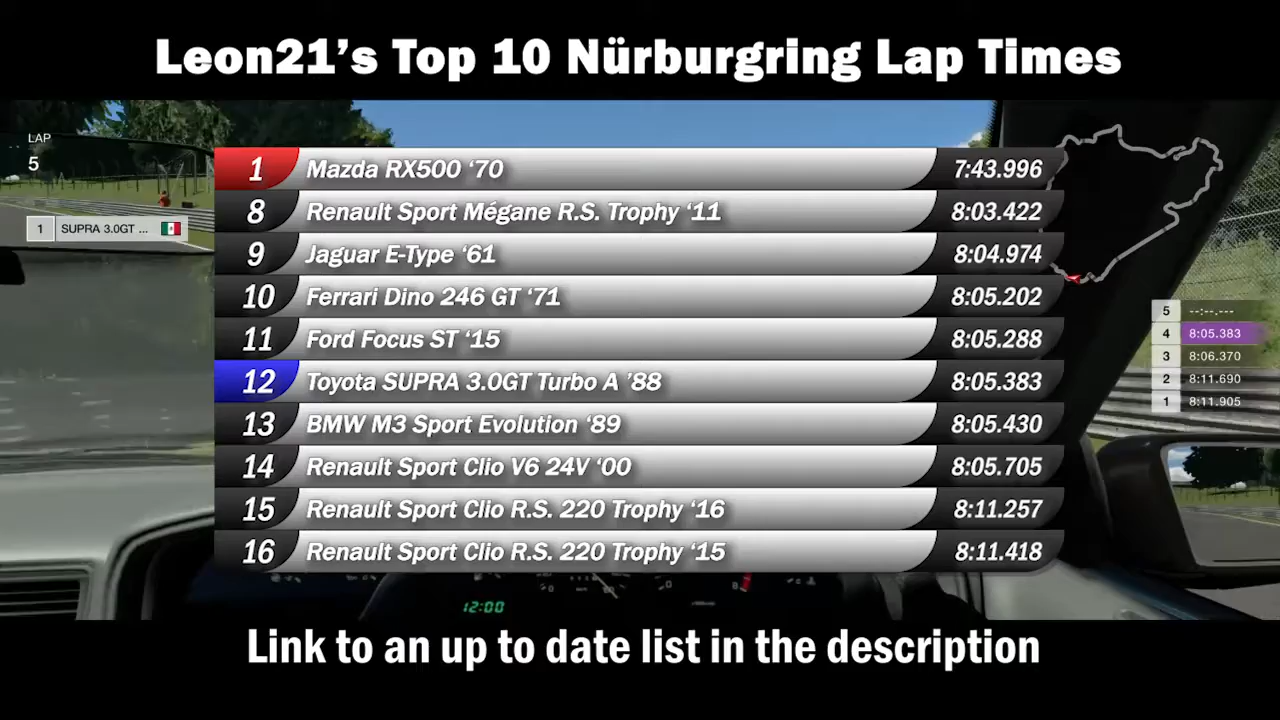 Leon21’s Top 10 Nürburgring Lap Times
LAP
5
1 SUPRA 3.0GT ...
1 Mazda RX500 ‘70 7:43.996
8 Renault Sport Mégane R.S. Trophy ‘11 8:03.422
9 Jaguar E-Type ‘61 8:04.974
10 Ferrari Dino 246 GT ‘71 8:05.202
11 Ford Focus ST ‘15 8:05.288
12 Toyota SUPRA 3.0GT Turbo A ’88 8:05.383
13 BMW M3 Sport Evolution ‘89 8:05.430
14 Renault Sport Clio V6 24V ‘00 8:05.705
15 Renault Sport Clio R.S. 220 Trophy ‘16 8:11.257
16 Renault Sport Clio R.S. 220 Trophy ‘15 8:11.418
5 --:--.---
4 8:05.383
3 8:06.370
2 8:11.690
1 8:11.905
12:00
Link to an up to date list in the description